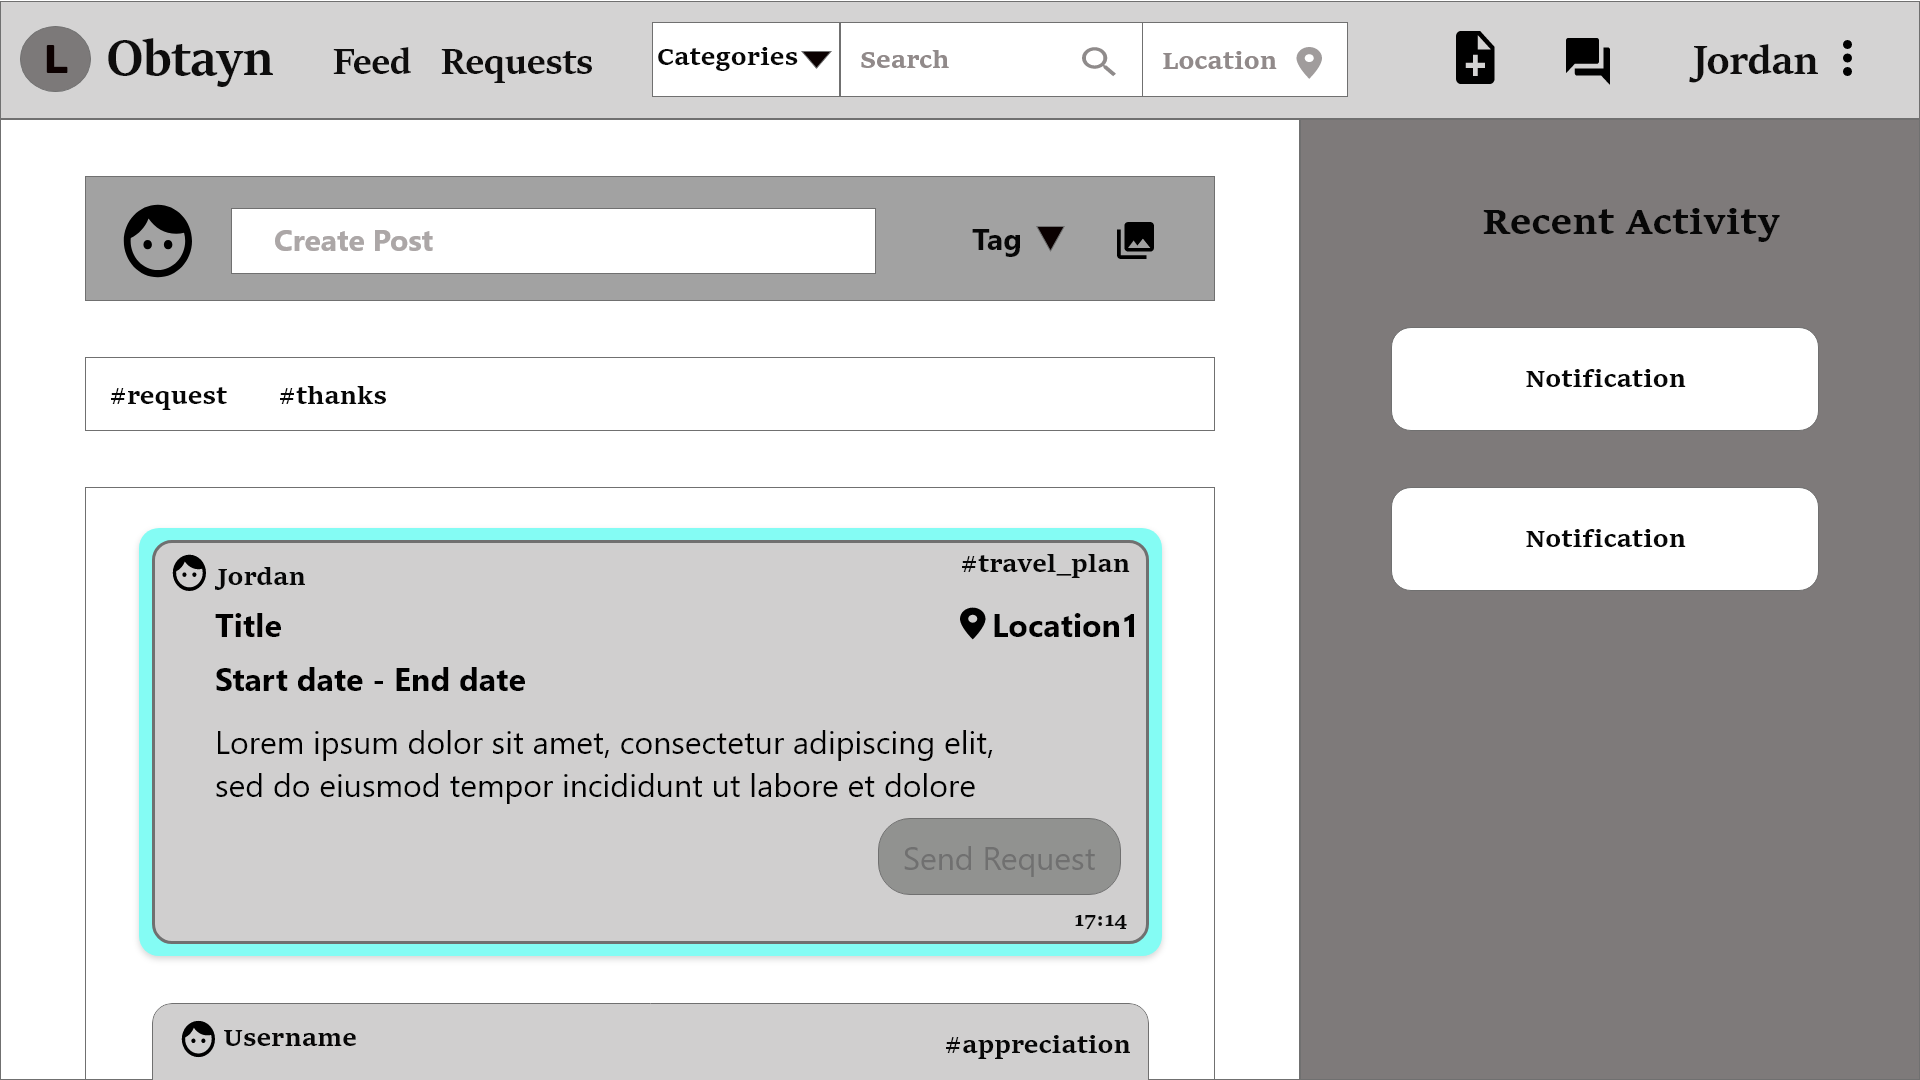 L Obtayn Feed Requests Categories Search Location Jordan
Create Post Tag
#request #thanks
Jordan #travel_plan
Title Location1
Start date - End date
Lorem ipsum dolor sit amet, consectetur adipiscing elit,
sed do eiusmod tempor incididunt ut labore et dolore
Send Request
17:14
Username #appreciation
Recent Activity
Notification
Notification